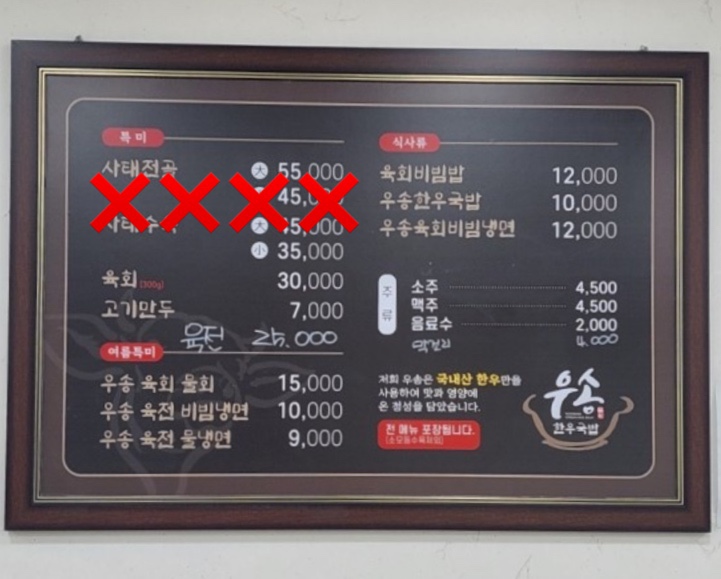 특미
사태전골 大 55,000
35,000
小 35,000
육회 (300g) 30,000
고기만두 7,000
육전 25.000
여름특미
우송 육회 물회 15,000
우송 육전 비빔냉면 10,000
우송 육전 물냉면 9,000
식사류
육회비빔밥 12,000
우송한우국밥 10,000
우송육회비빔냉면 12,000
주류
소주 4,500
맥주 4,500
음료수 2,000
막걸리 4.000
저희 우송은 국내산 한우만을
사용하여 맛과 영양에
온 정성을 담았습니다.
전 메뉴 포장됩니다.
우송
한우국밥